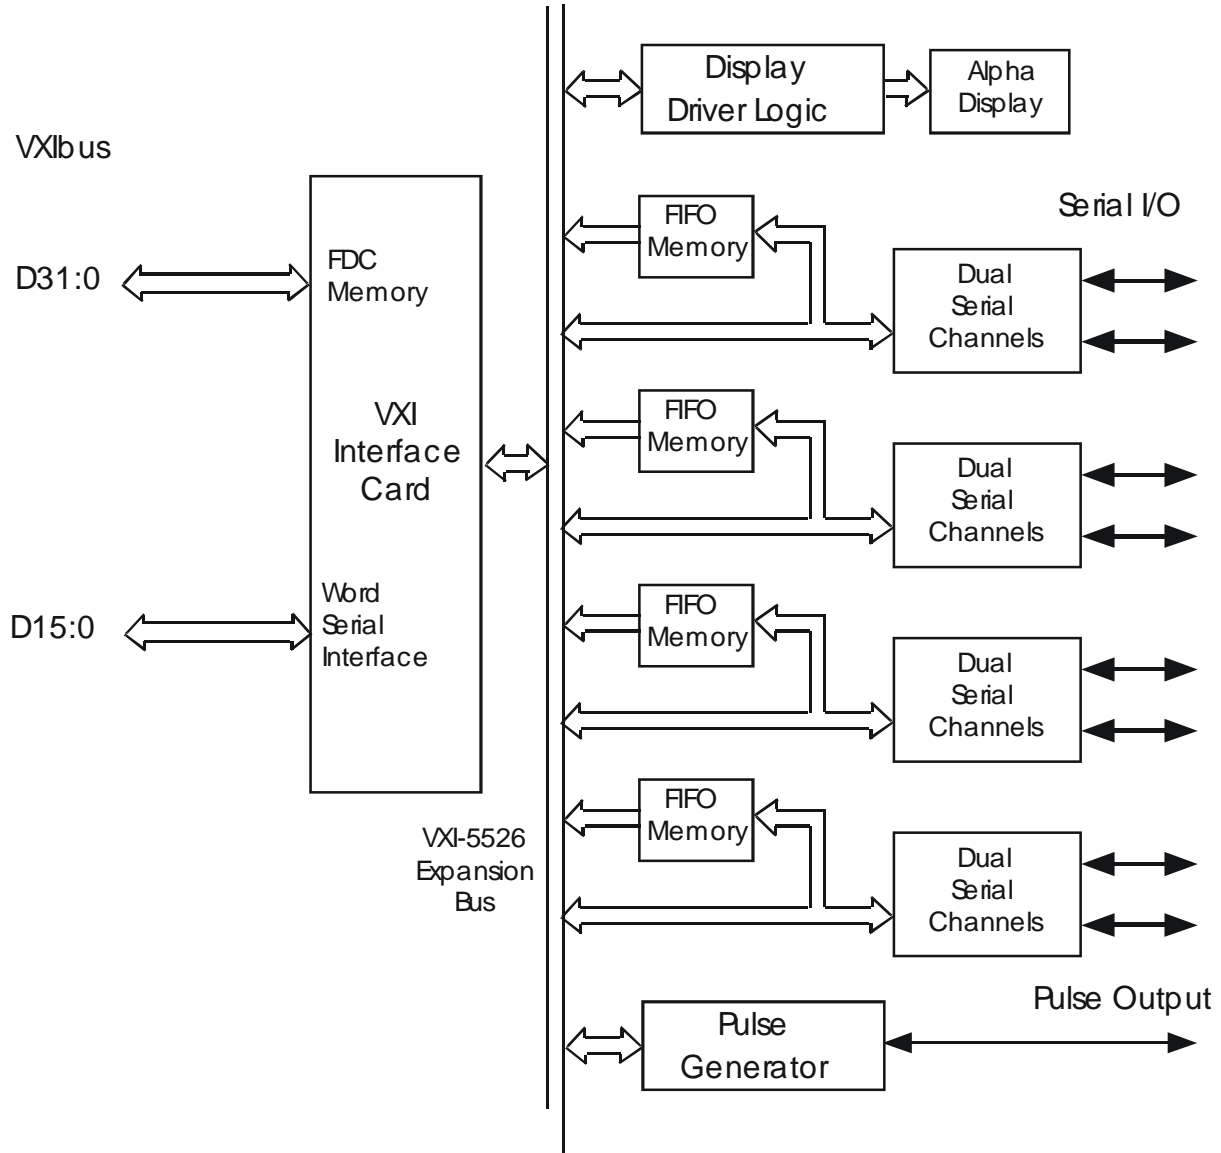 Display
Driver Logic
Alpha
Display
VXIbus
D31:0
FDC
Memory
VXI
Interface
Card
D15:0
Word
Serial
Interface
VXI-5526
Expansion
Bus
Serial I/O
FIFO
Memory
Dual
Serial
Channels
FIFO
Memory
Dual
Serial
Channels
FIFO
Memory
Dual
Serial
Channels
FIFO
Memory
Dual
Serial
Channels
Pulse Output
Pulse
Generator